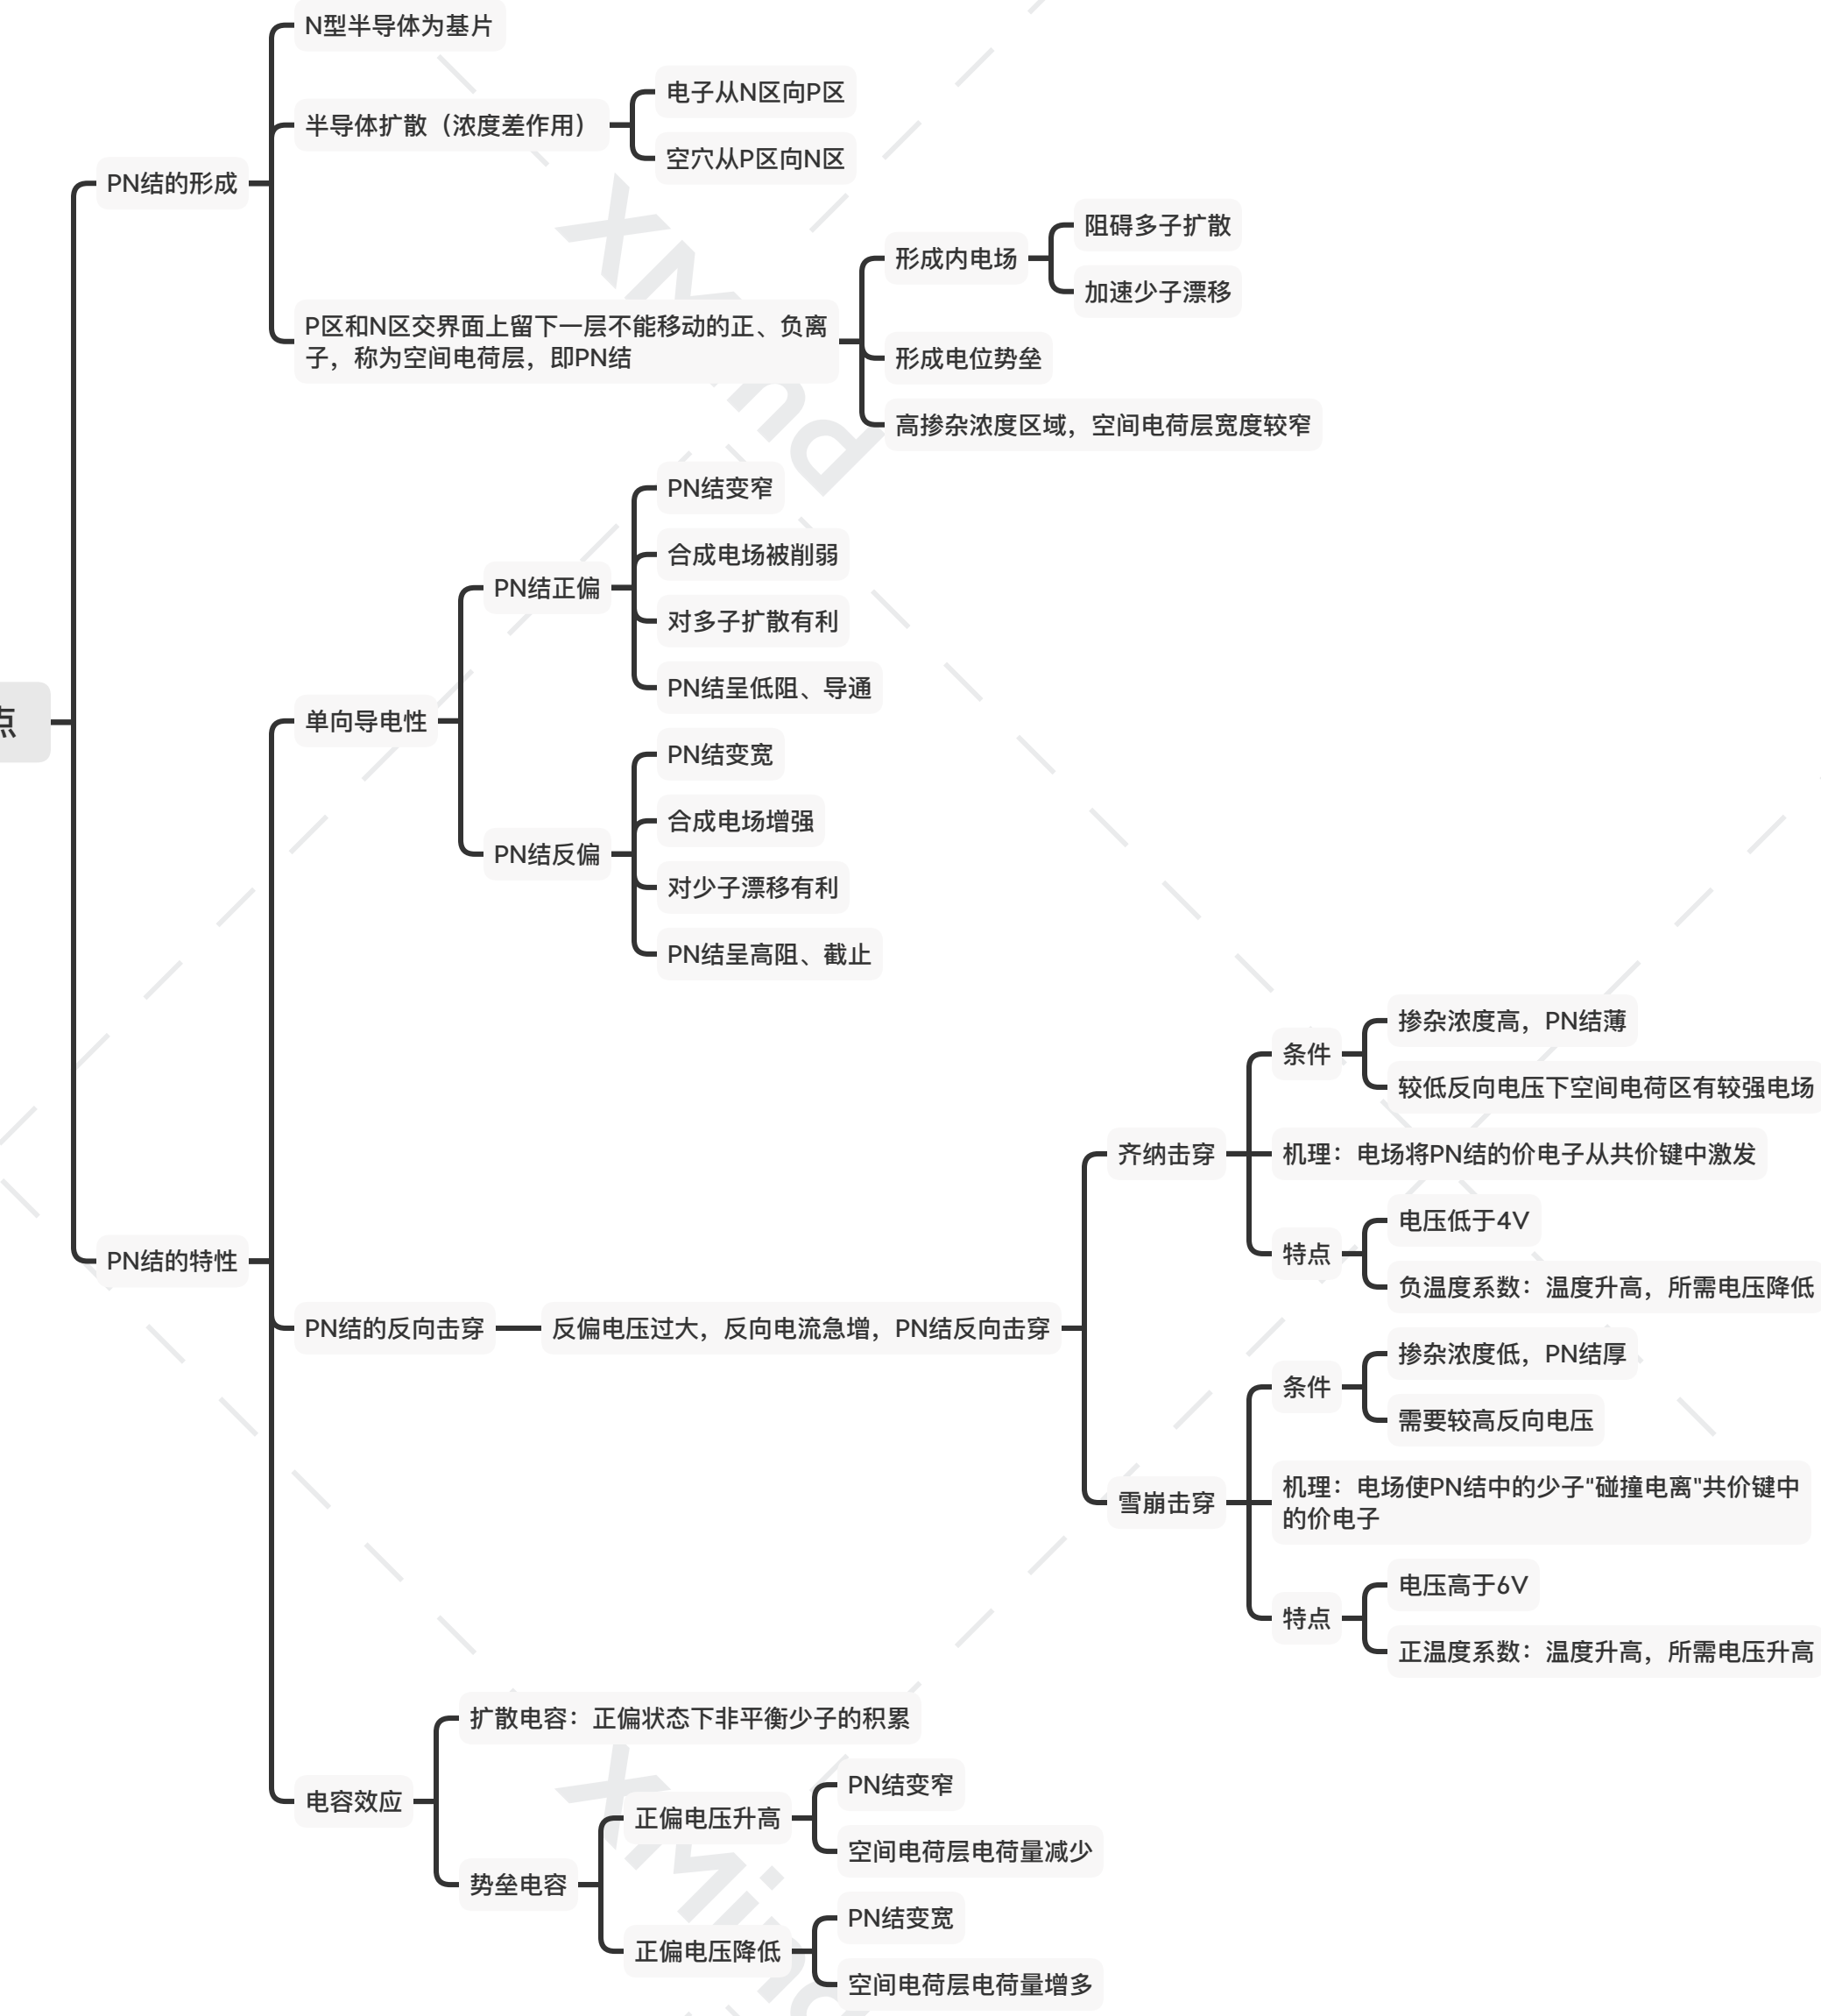 N型半导体为基片
电子从N区向P区
半导体扩散（浓度差作用）
空穴从P区向N区
PN结的形成
阻碍多子扩散
形成内电场
加速少子漂移
P区和N区交界面上留下一层不能移动的正、负离
子，称为空间电荷层，即PN结
形成电位势垒
高掺杂浓度区域，空间电荷层宽度较窄
PN结变窄
合成电场被削弱
PN结正偏
对多子扩散有利
PN结呈低阻、导通
点
单向导电性
PN结变宽
合成电场增强
PN结反偏
对少子漂移有利
PN结呈高阻、截止
掺杂浓度高，PN结薄
条件
较低反向电压下空间电荷区有较强电场
齐纳击穿
机理：电场将PN结的价电子从共价键中激发
电压低于4V
特点
负温度系数：温度升高，所需电压降低
PN结的特性
PN结的反向击穿
反偏电压过大，反向电流急增，PN结反向击穿
掺杂浓度低，PN结厚
条件
需要较高反向电压
雪崩击穿
机理：电场使PN结中的少子“碰撞电离”共价键中
的价电子
电压高于6V
特点
正温度系数：温度升高，所需电压升高
扩散电容：正偏状态下非平衡少子的积累
电容效应
PN结变窄
正偏电压升高
空间电荷层电荷量减少
势垒电容
PN结变宽
正偏电压降低
空间电荷层电荷量增多
XMind
XMind